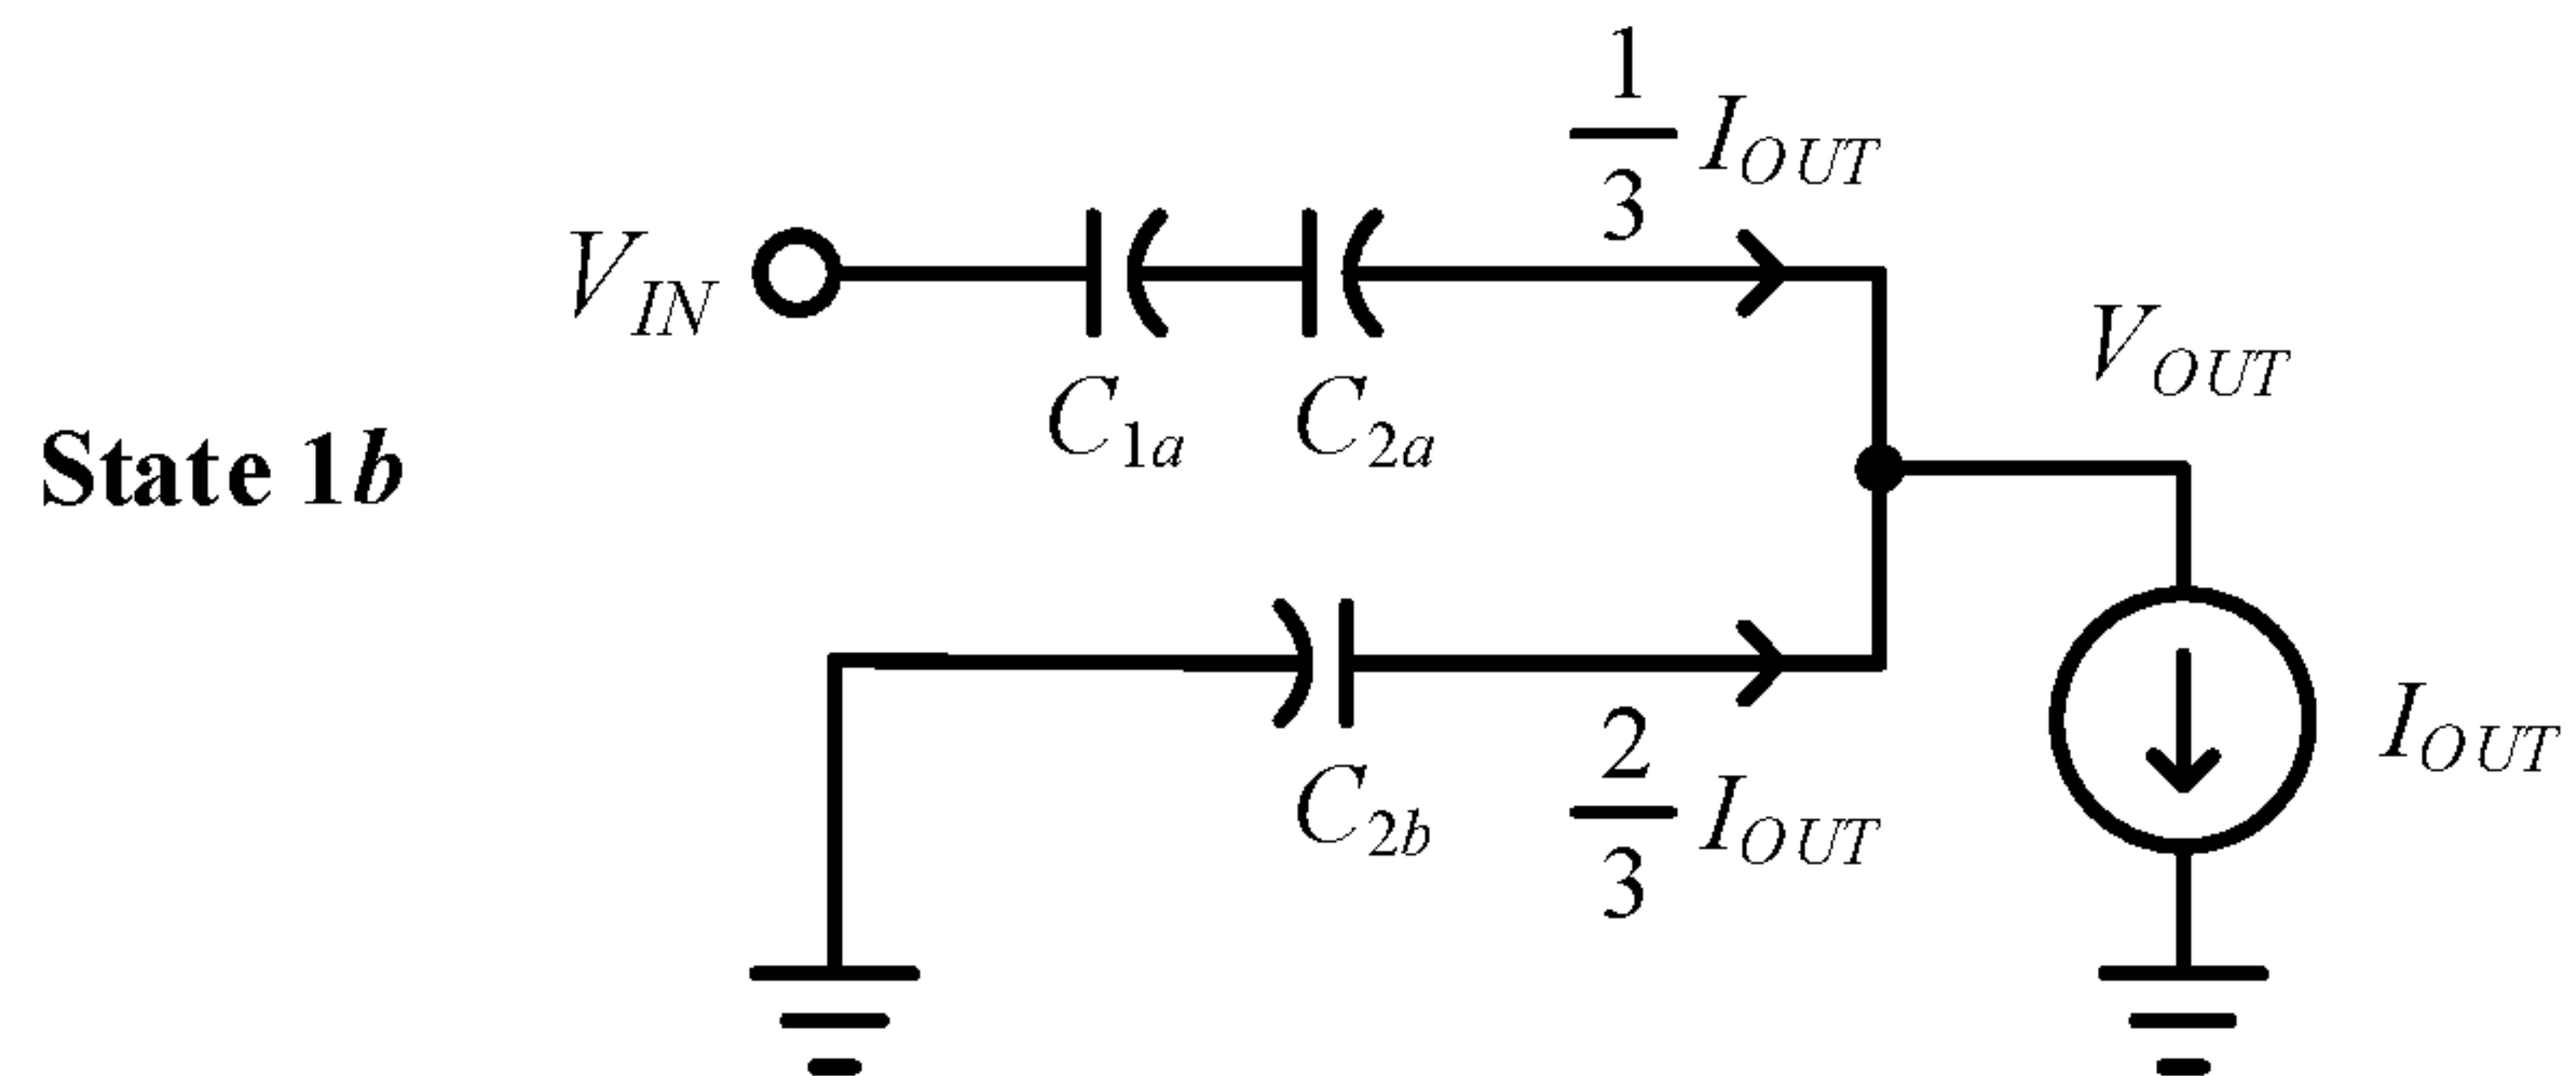 1/3 I_OUT
V_IN
C_1a C_2a
V_OUT
State 1b
C_2b
2/3 I_OUT
I_OUT